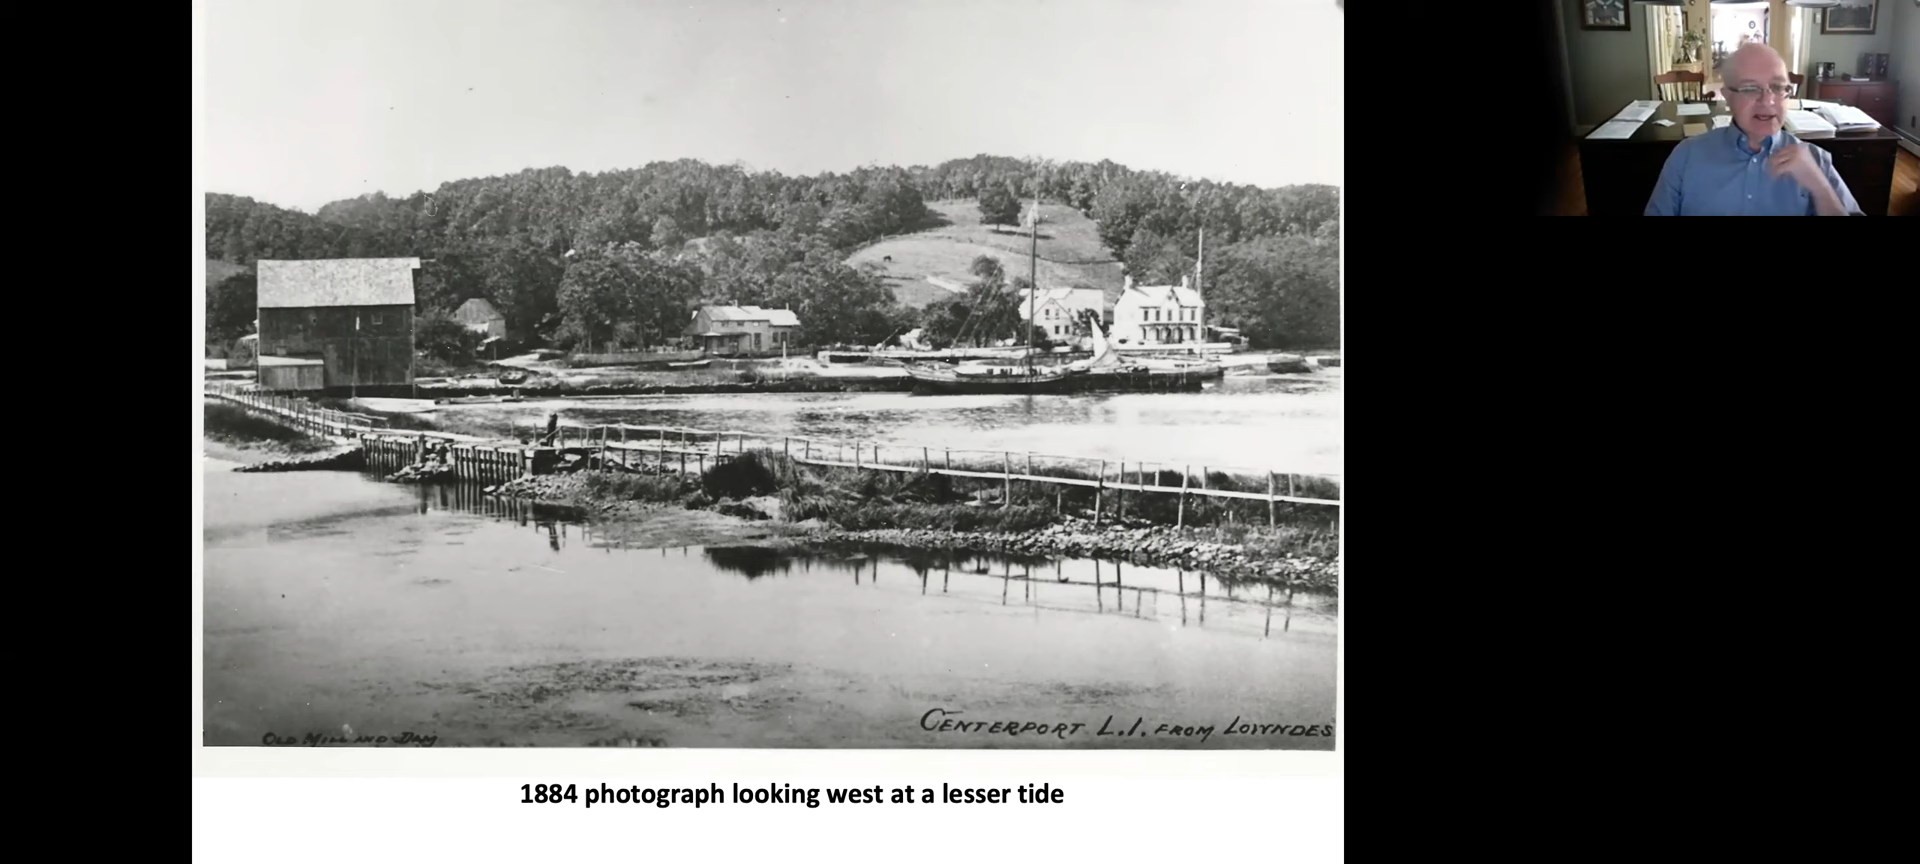 OLD MILL AND DAM
CENTERPORT L.I. FROM LOWNDES'
1884 photograph looking west at a lesser tide